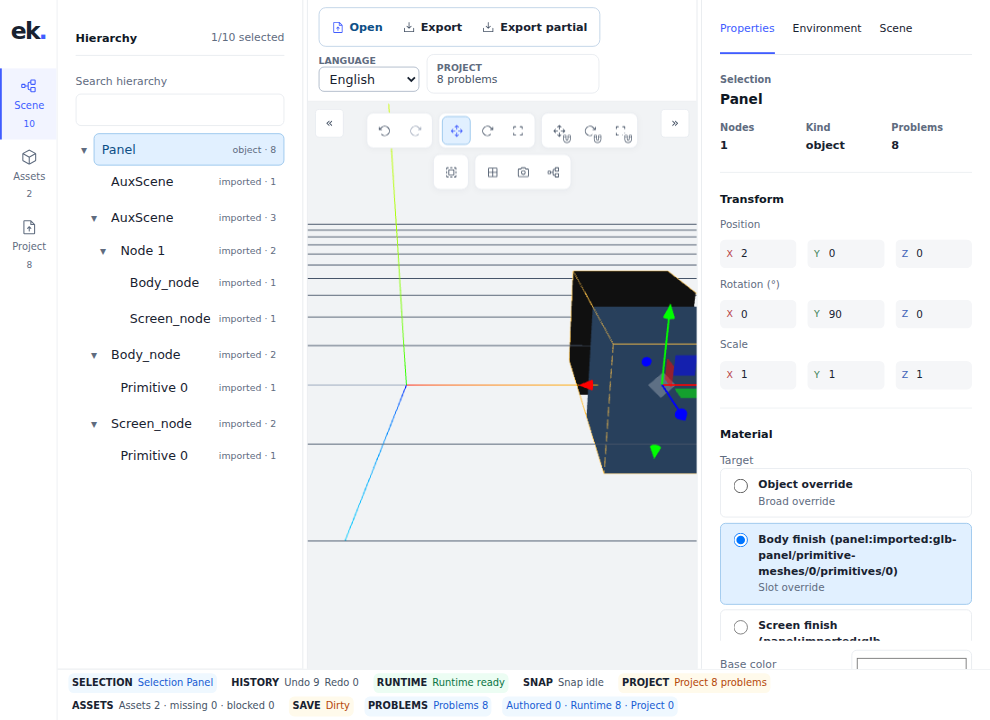 ek.
Scene
10
Assets
2
Project
8
Hierarchy
1/10 selected
Search hierarchy
▼ Panel object · 8
AuxScene imported · 1
▼ AuxScene imported · 3
▼ Node 1 imported · 2
Body_node imported · 1
Screen_node imported · 1
▼ Body_node imported · 2
Primitive 0 imported · 1
▼ Screen_node imported · 2
Primitive 0 imported · 1
Open Export Export partial
LANGUAGE
English
PROJECT
8 problems
« »
Properties Environment Scene
Selection
Panel
Nodes Kind Problems
1 object 8
Transform
Position
X 2 Y 0 Z 0
Rotation (°)
X 0 Y 90 Z 0
Scale
X 1 Y 1 Z 1
Material
Target
Object override
Broad override
Body finish (panel:imported:glb-
panel/primitive-
meshes/0/primitives/0)
Slot override
Screen finish
(panel:imported:glb
Base color
SELECTION Selection Panel HISTORY Undo 9 Redo 0 RUNTIME Runtime ready SNAP Snap idle PROJECT Project 8 problems
ASSETS Assets 2 · missing 0 · blocked 0 SAVE Dirty PROBLEMS Problems 8 Authored 0 · Runtime 8 · Project 0